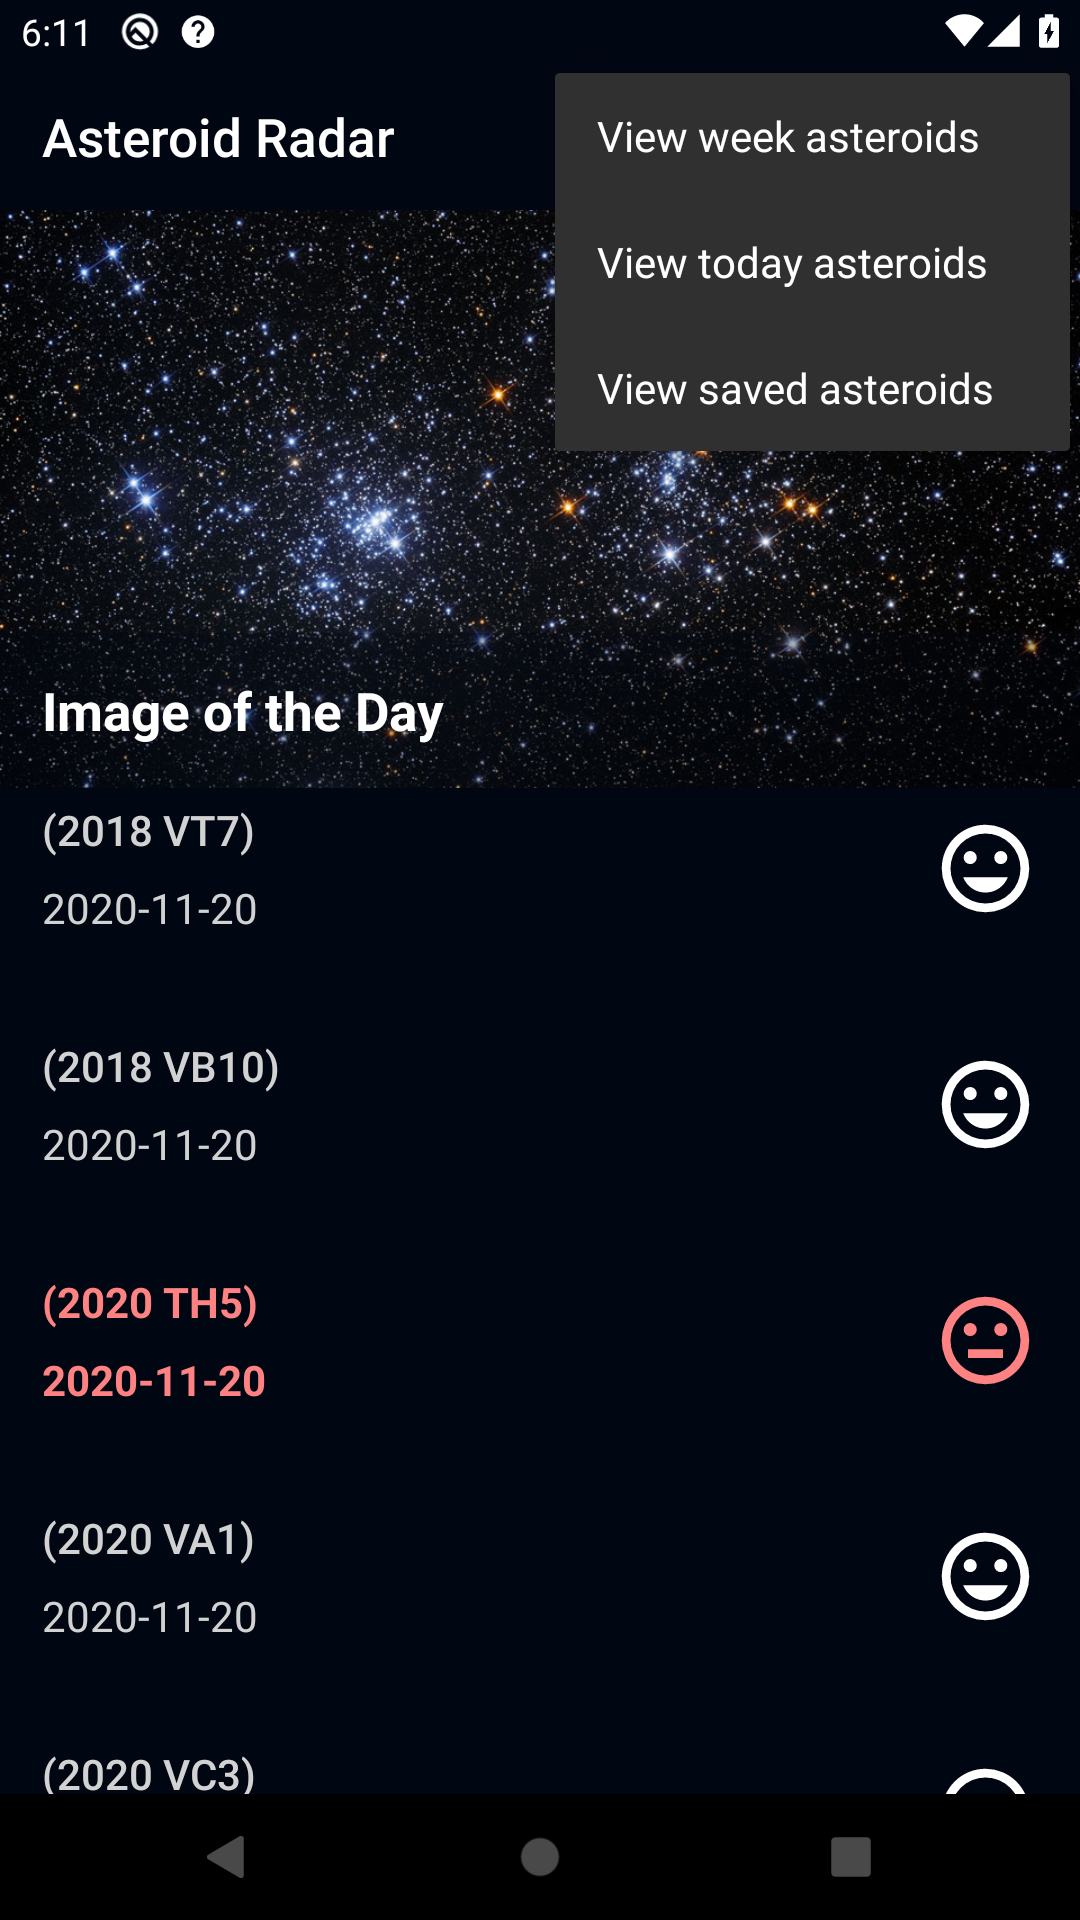 6:11
Asteroid Radar
View week asteroids
View today asteroids
View saved asteroids
Image of the Day
(2018 VT7)
2020-11-20
(2018 VB10)
2020-11-20
(2020 TH5)
2020-11-20
(2020 VA1)
2020-11-20
(2020 VC3)